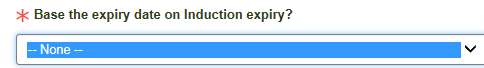 * Base the expiry date on Induction expiry?
-- None --